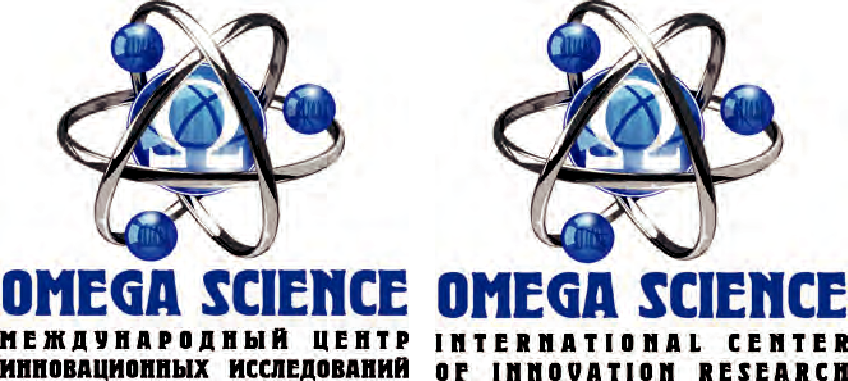 Ω Ω
OMEGA SCIENCE OMEGA SCIENCE
МЕЖДУНАРОДНЫЙ ЦЕНТР INTERNATIONAL CENTER
ИННОВАЦИОННЫХ ИССЛЕДОВАНИЙ OF INNOVATION RESEARCH